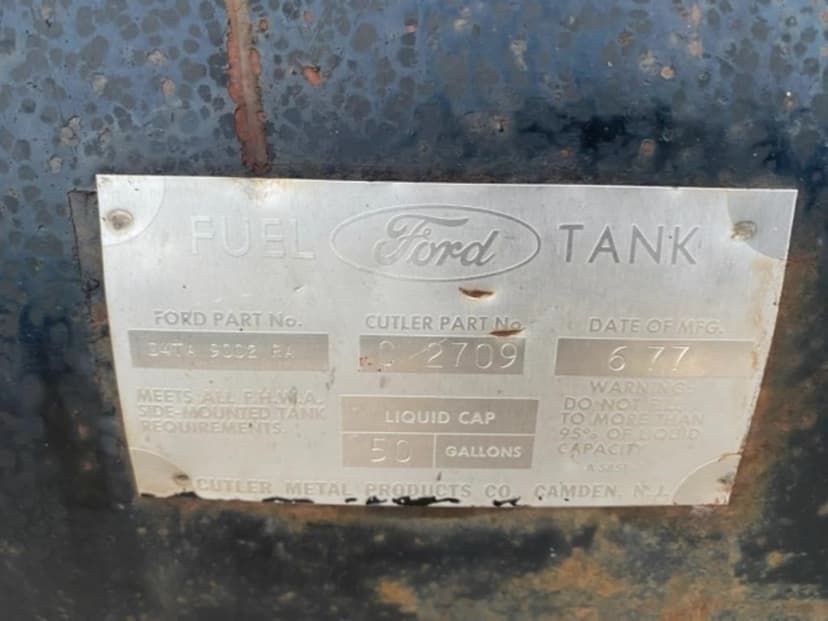 FUEL Ford TANK
FORD PART No. CUTLER PART No. DATE OF MFG.
D4TA 9002 RA C 2709 6 77
MEETS ALL F.H.W.A.
SIDE-MOUNTED TANK
REQUIREMENTS.
LIQUID CAP
50 GALLONS
WARNING
DO NOT
TO MORE THAN
95% OF LIQUID
CAPACITY
CUTLER METAL PRODUCTS CO. CAMDEN, N.J.